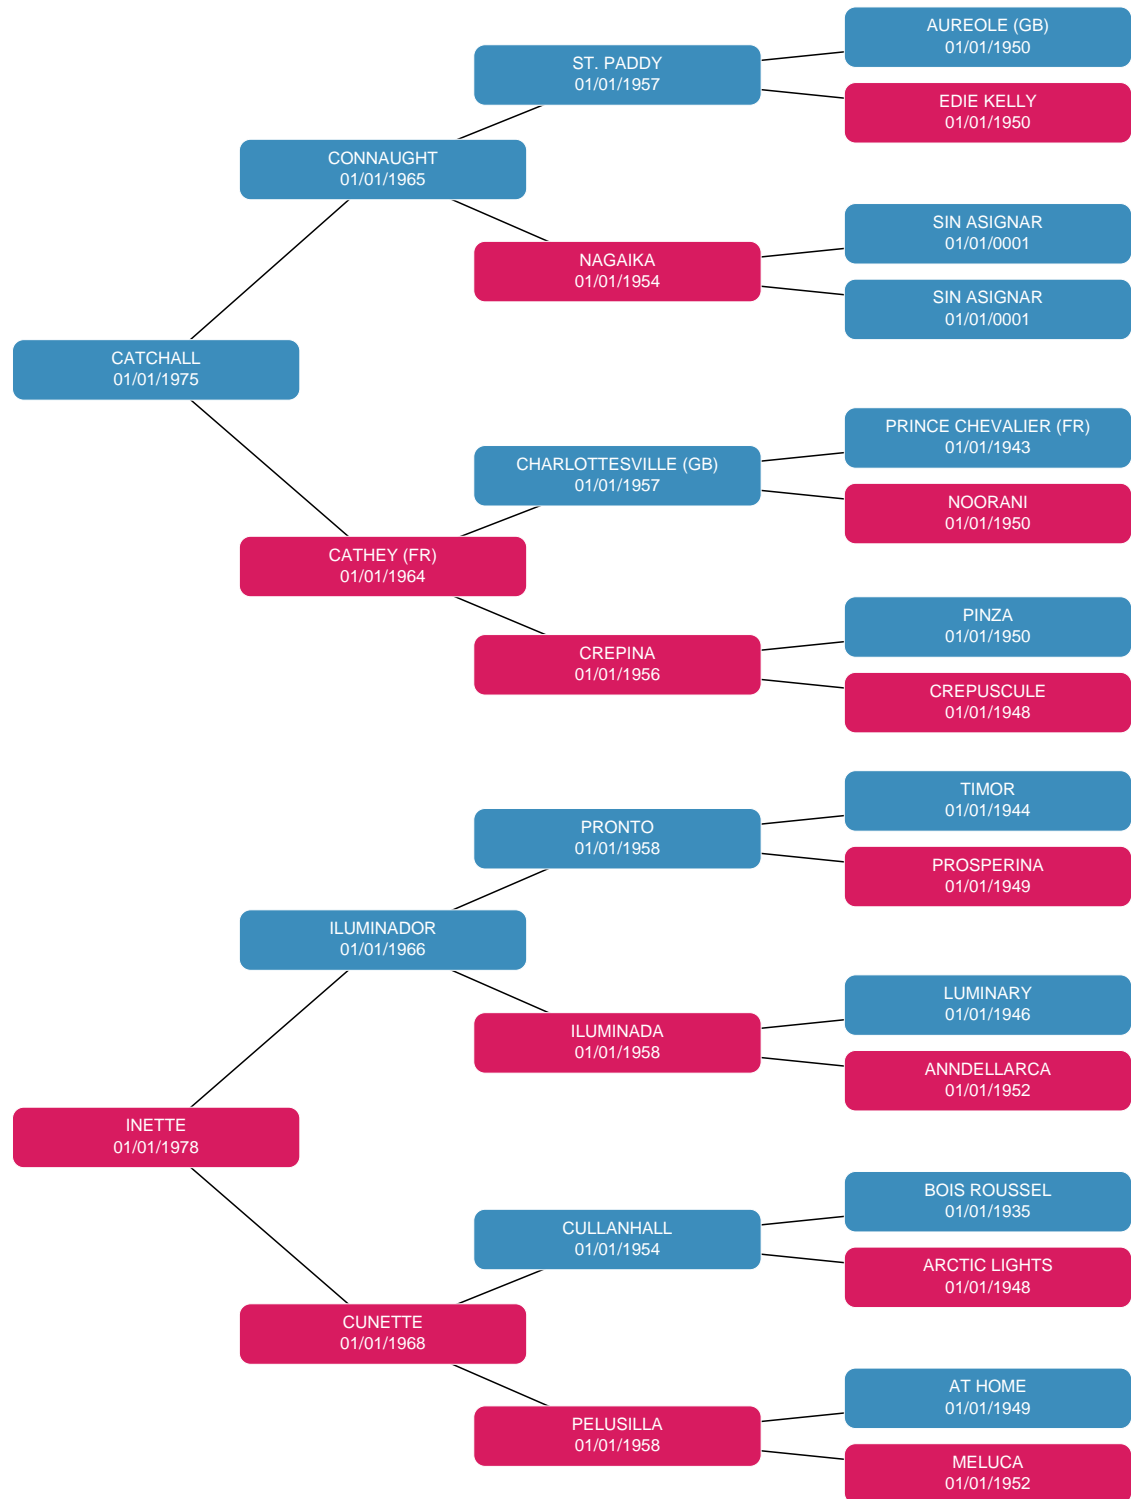 AUREOLE (GB)
01/01/1950
ST. PADDY
01/01/1957
EDIE KELLY
01/01/1950
CONNAUGHT
01/01/1965
SIN ASIGNAR
01/01/0001
NAGAIKA
01/01/1954
SIN ASIGNAR
01/01/0001
CATCHALL
01/01/1975
PRINCE CHEVALIER (FR)
01/01/1943
CHARLOTTESVILLE (GB)
01/01/1957
NOORANI
01/01/1950
CATHEY (FR)
01/01/1964
PINZA
01/01/1950
CREPINA
01/01/1956
CREPUSCULE
01/01/1948
TIMOR
01/01/1944
PRONTO
01/01/1958
PROSPERINA
01/01/1949
ILUMINADOR
01/01/1966
LUMINARY
01/01/1946
ILUMINADA
01/01/1958
ANNDELLARCA
01/01/1952
INETTE
01/01/1978
BOIS ROUSSEL
01/01/1935
CULLANHALL
01/01/1954
ARCTIC LIGHTS
01/01/1948
CUNETTE
01/01/1968
AT HOME
01/01/1949
PELUSILLA
01/01/1958
MELUCA
01/01/1952